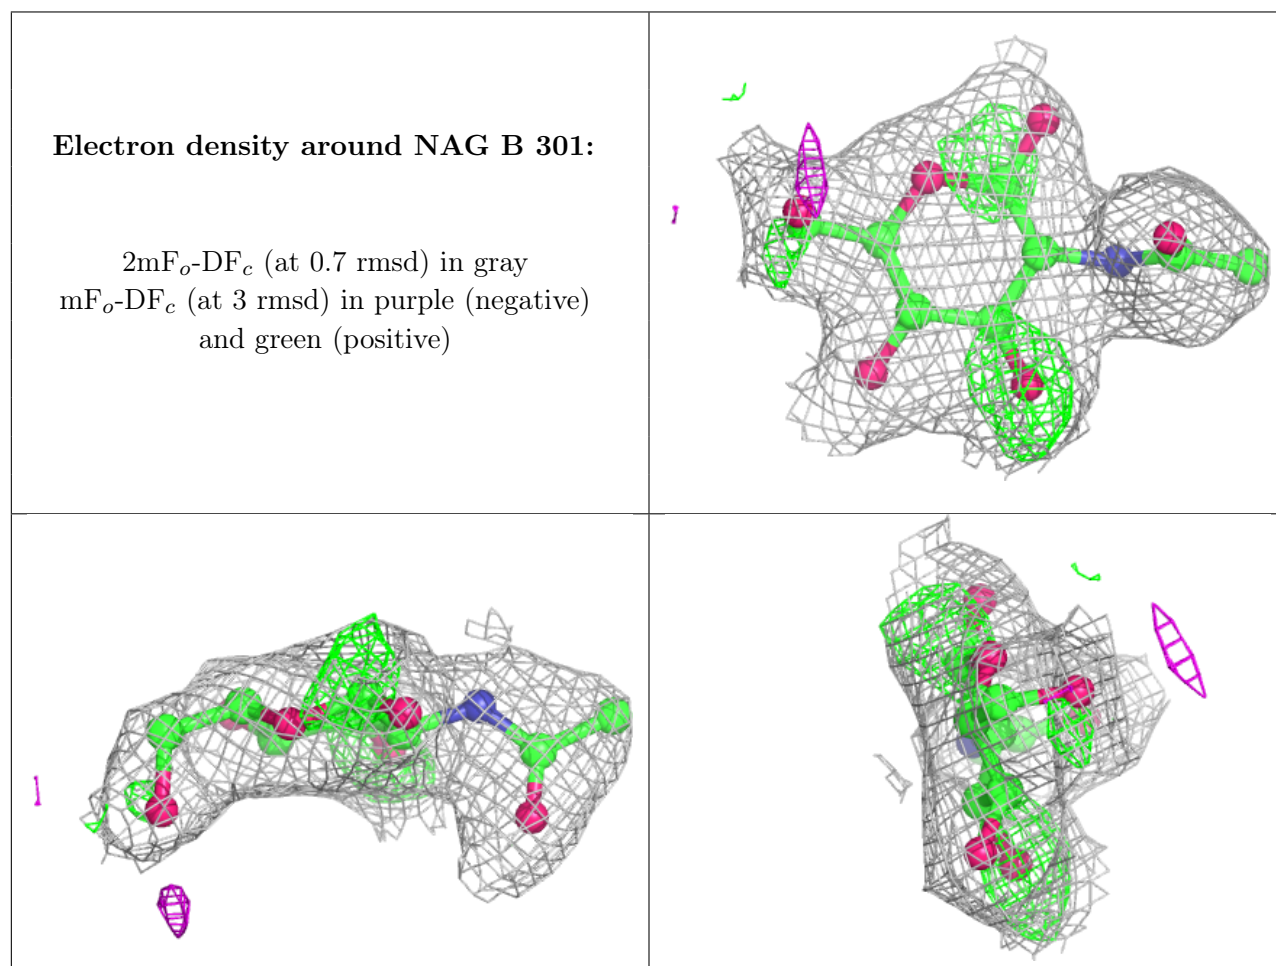 Electron density around NAG B 301:
2mFo-DFc (at 0.7 rmsd) in gray
mFo-DFc (at 3 rmsd) in purple (negative)
and green (positive)